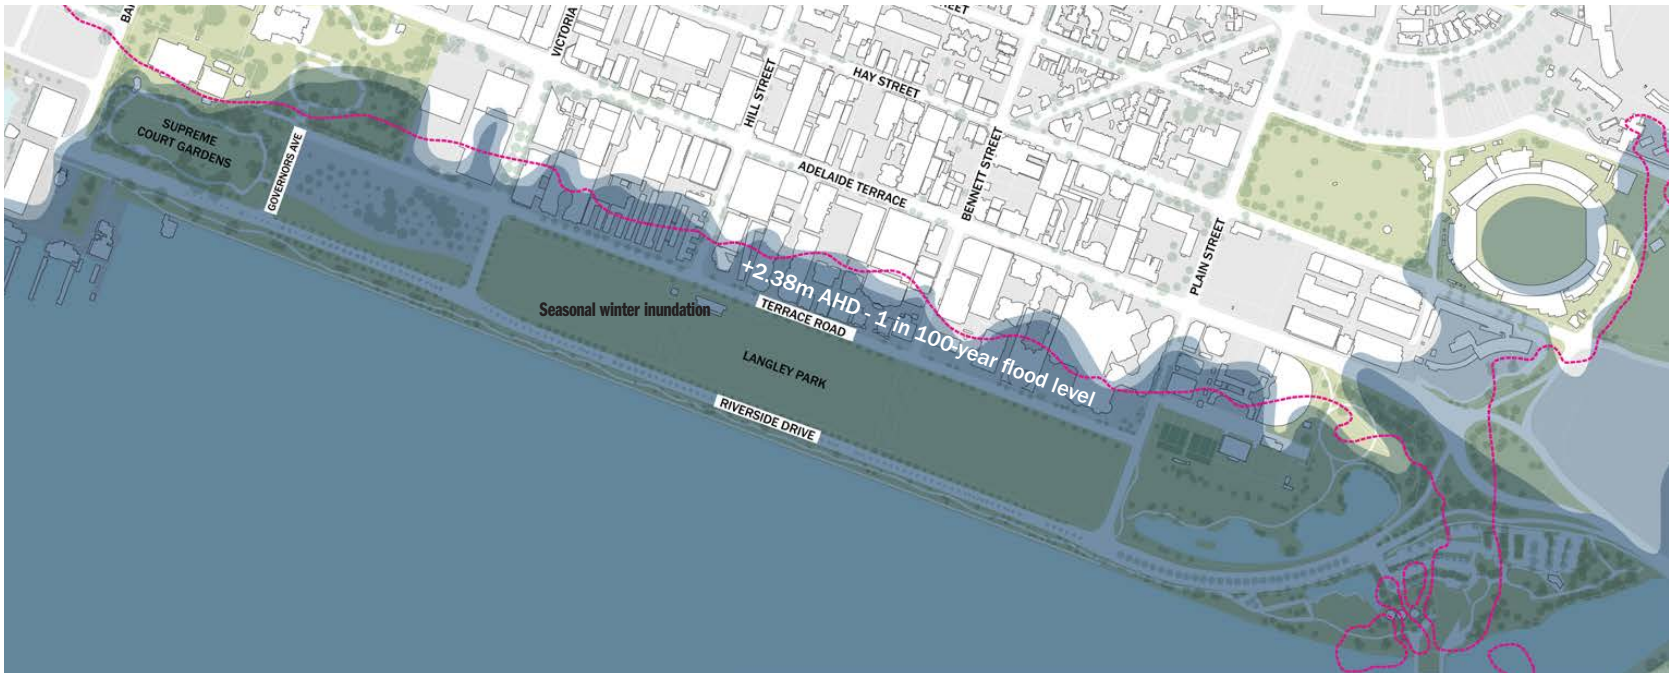 VICTORIA
HILL STREET
HAY STREET
SUPREME
COURT GARDENS
GOVERNORS AVE
ADELAIDE TERRACE
BENNETT STREET
PLAIN STREET
+2.38m AHD - 1 in 100-year flood level
Seasonal winter inundation
TERRACE ROAD
LANGLEY PARK
RIVERSIDE DRIVE